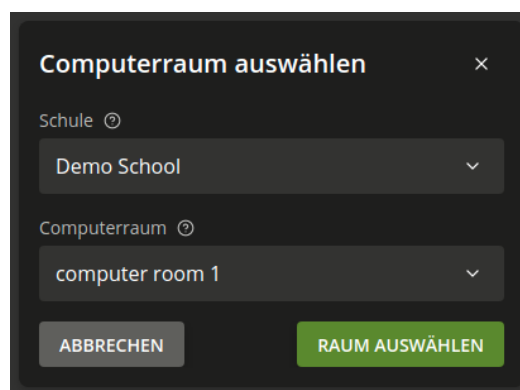 Computerraum auswählen
Schule
Demo School
Computerraum
computer room 1
ABBRECHEN
RAUM AUSWÄHLEN